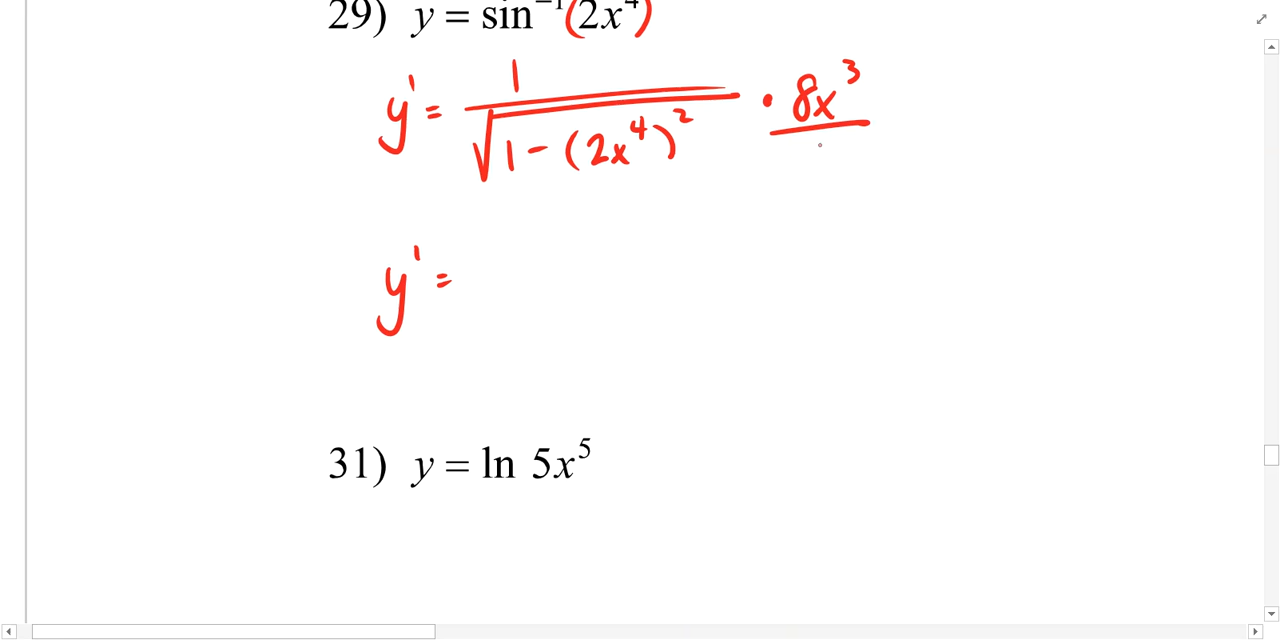 29) y = sin⁻¹(2x⁴)
y' = 1/√(1 - (2x⁴)²) · 8x³
y' =
31) y = ln 5x⁵